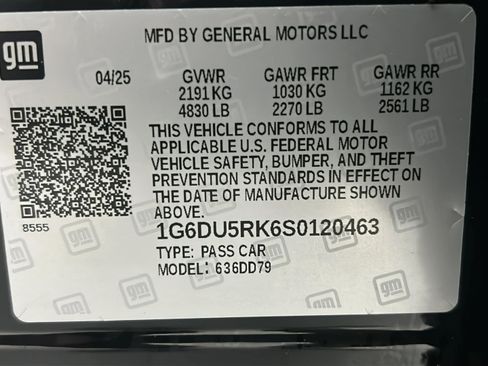 gm
MFD BY GENERAL MOTORS LLC
04/25 GVWR GAWR FRT GAWR RR
2191 KG 1030 KG 1162 KG
4830 LB 2270 LB 2561 LB
THIS VEHICLE CONFORMS TO ALL
APPLICABLE U.S. FEDERAL MOTOR
VEHICLE SAFETY, BUMPER, AND THEFT
PREVENTION STANDARDS IN EFFECT ON
THE DATE OF MANUFACTURE SHOWN
ABOVE.
8555
1G6DU5RK6S0120463
TYPE: PASS CAR
MODEL: 636DD79